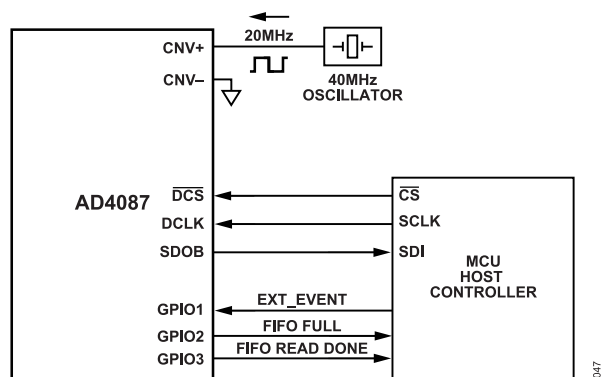 CNV+
20MHz
CNV–
40MHz
OSCILLATOR
AD4087
DCS
CS
DCLK
SCLK
SDOB
SDI
MCU
HOST
CONTROLLER
GPIO1
EXT_EVENT
GPIO2
FIFO FULL
GPIO3
FIFO READ DONE
047